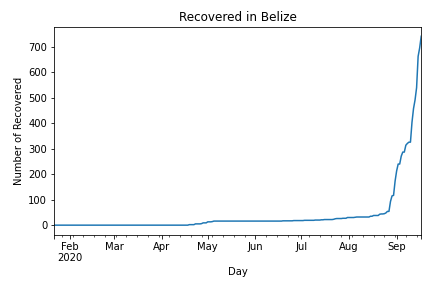 Recovered in Belize
Number of Recovered
700
600
500
400
300
200
100
0
Feb Mar Apr May Jun Jul Aug Sep
2020
Day